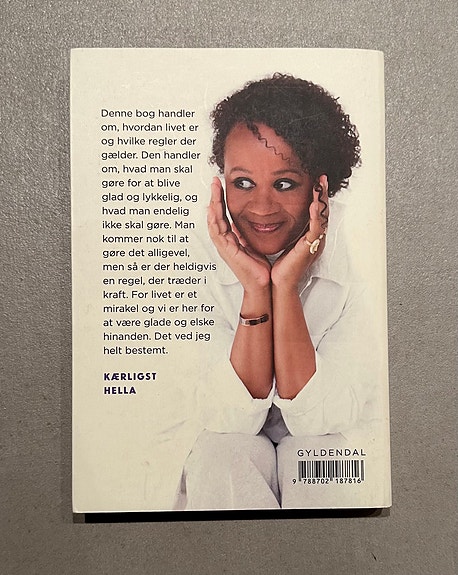 Denne bog handler
om, hvordan livet er
og hvilke regler der
gælder. Den handler
om, hvad man skal
gøre for at blive
glad og lykkelig, og
hvad man endelig
ikke skal gøre. Man
kommer nok til at
gøre det alligevel,
men så er der heldigvis
en regel, der træder i
kraft. For livet er et
mirakel og vi er her for
at være glade og elske
hinanden. Det ved jeg
helt bestemt.
KÆRLIGST
HELLA
GYLDENDAL
9 788702 187816